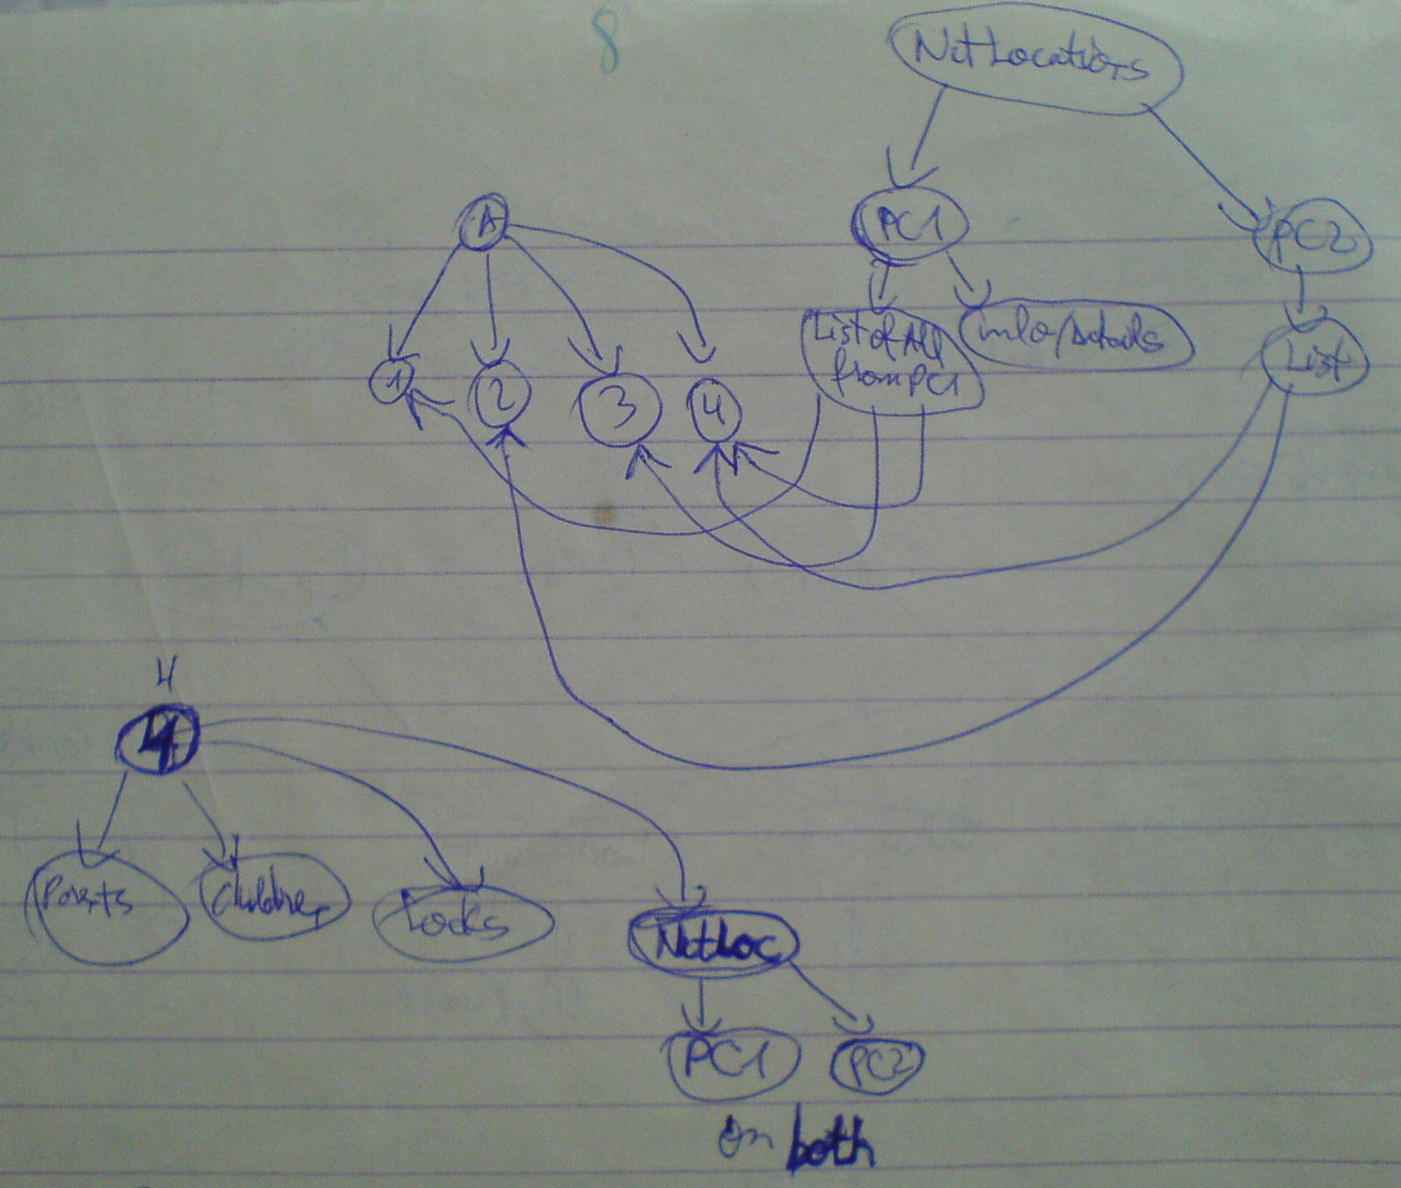 8
NetLocations
A
PC1
PC2
1
2
3
4
List of All
from PC1
info/Details
List
4
4
Parents
Children
Locks
NetLoc
PC1
PC2
on both